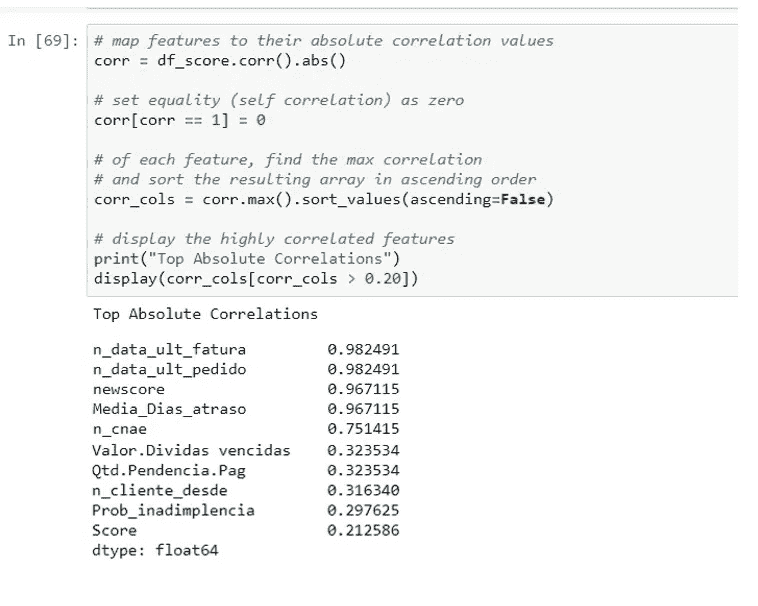 In [69]:
# map features to their absolute correlation values
corr = df_score.corr().abs()
# set equality (self correlation) as zero
corr[corr == 1] = 0
# of each feature, find the max correlation
# and sort the resulting array in ascending order
corr_cols = corr.max().sort_values(ascending=False)
# display the highly correlated features
print("Top Absolute Correlations")
display(corr_cols[corr_cols > 0.20])
Top Absolute Correlations
n_data_ult_fatura 0.982491
n_data_ult_pedido 0.982491
newscore 0.967115
Media_Dias_atraso 0.967115
n_cnae 0.751415
Valor.Dividas vencidas 0.323534
Qtd.Pendencia.Pag 0.323534
n_cliente_desde 0.316340
Prob_inadimplencia 0.297625
Score 0.212586
dtype: float64